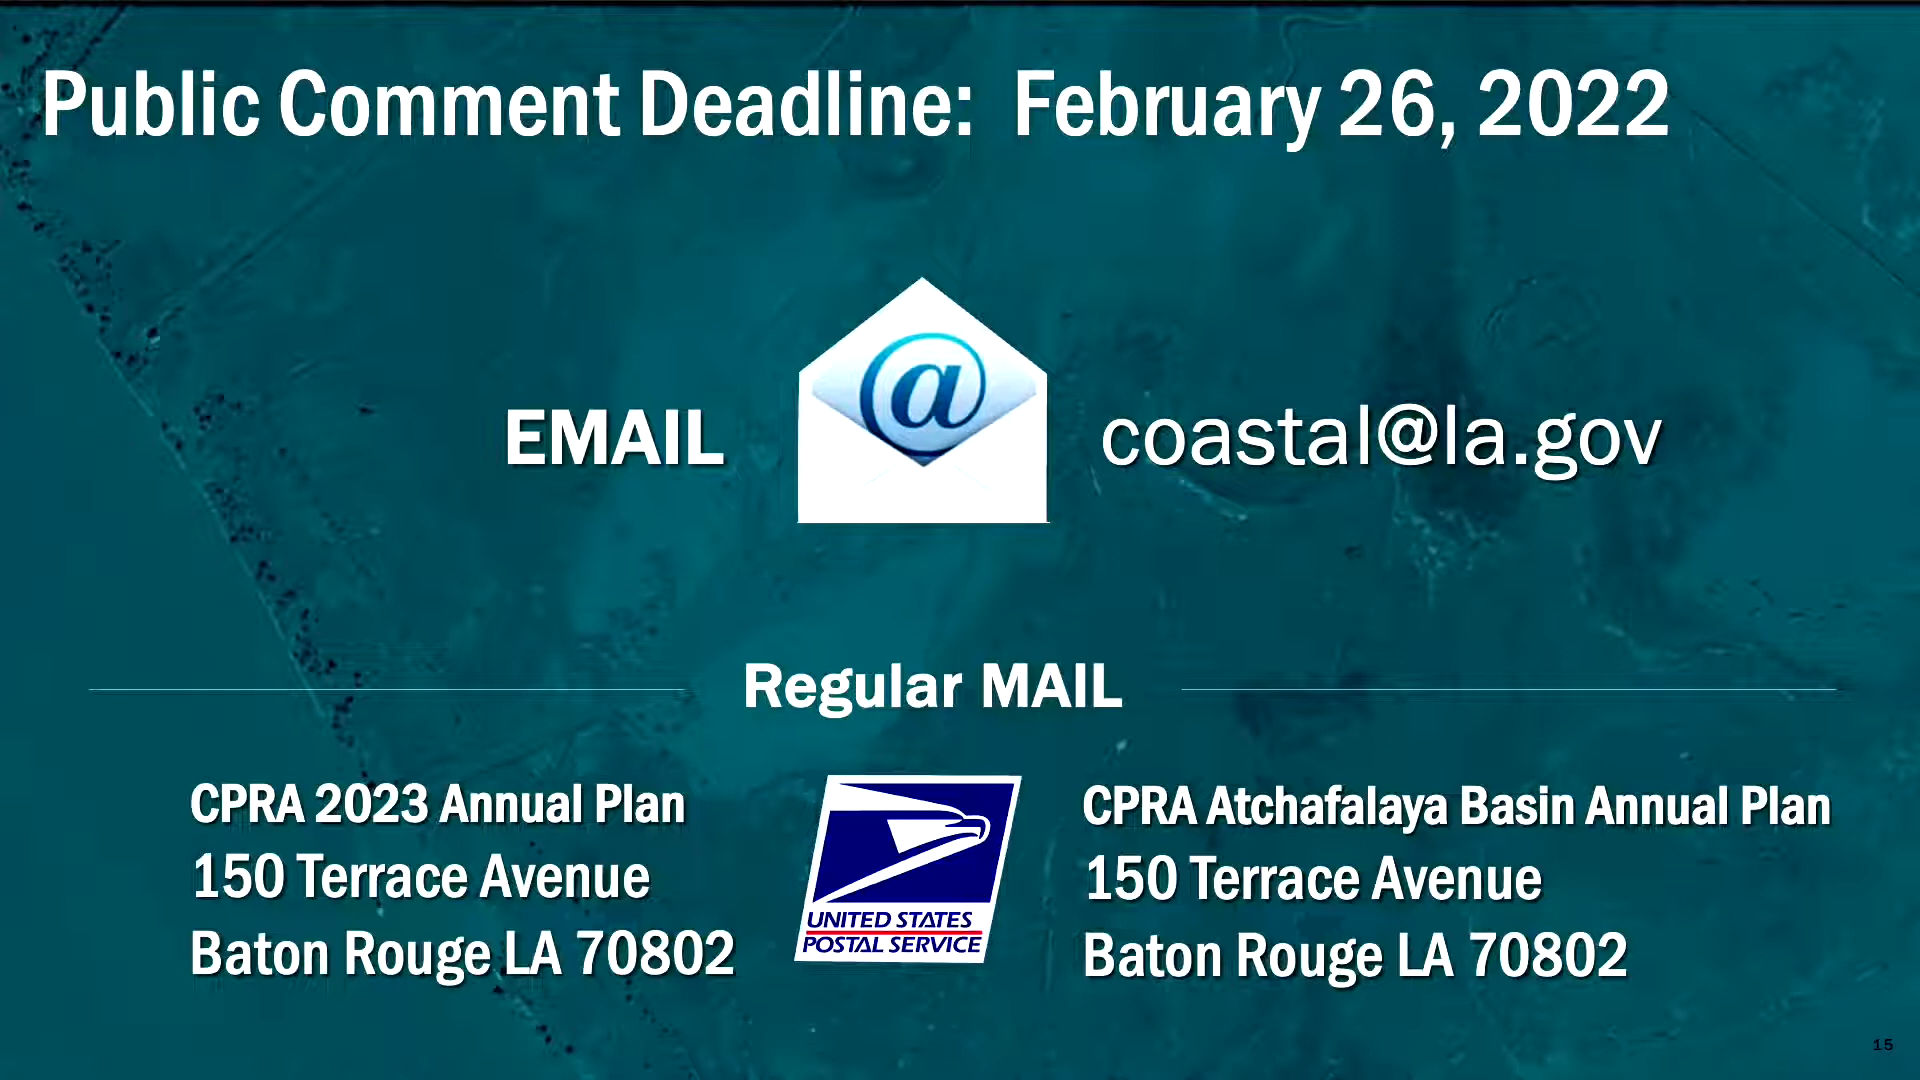 Public Comment Deadline: February 26, 2022
EMAIL
@
coastal@la.gov
Regular MAIL
CPRA 2023 Annual Plan
150 Terrace Avenue
Baton Rouge LA 70802
UNITED STATES
POSTAL SERVICE
CPRA Atchafalaya Basin Annual Plan
150 Terrace Avenue
Baton Rouge LA 70802
15